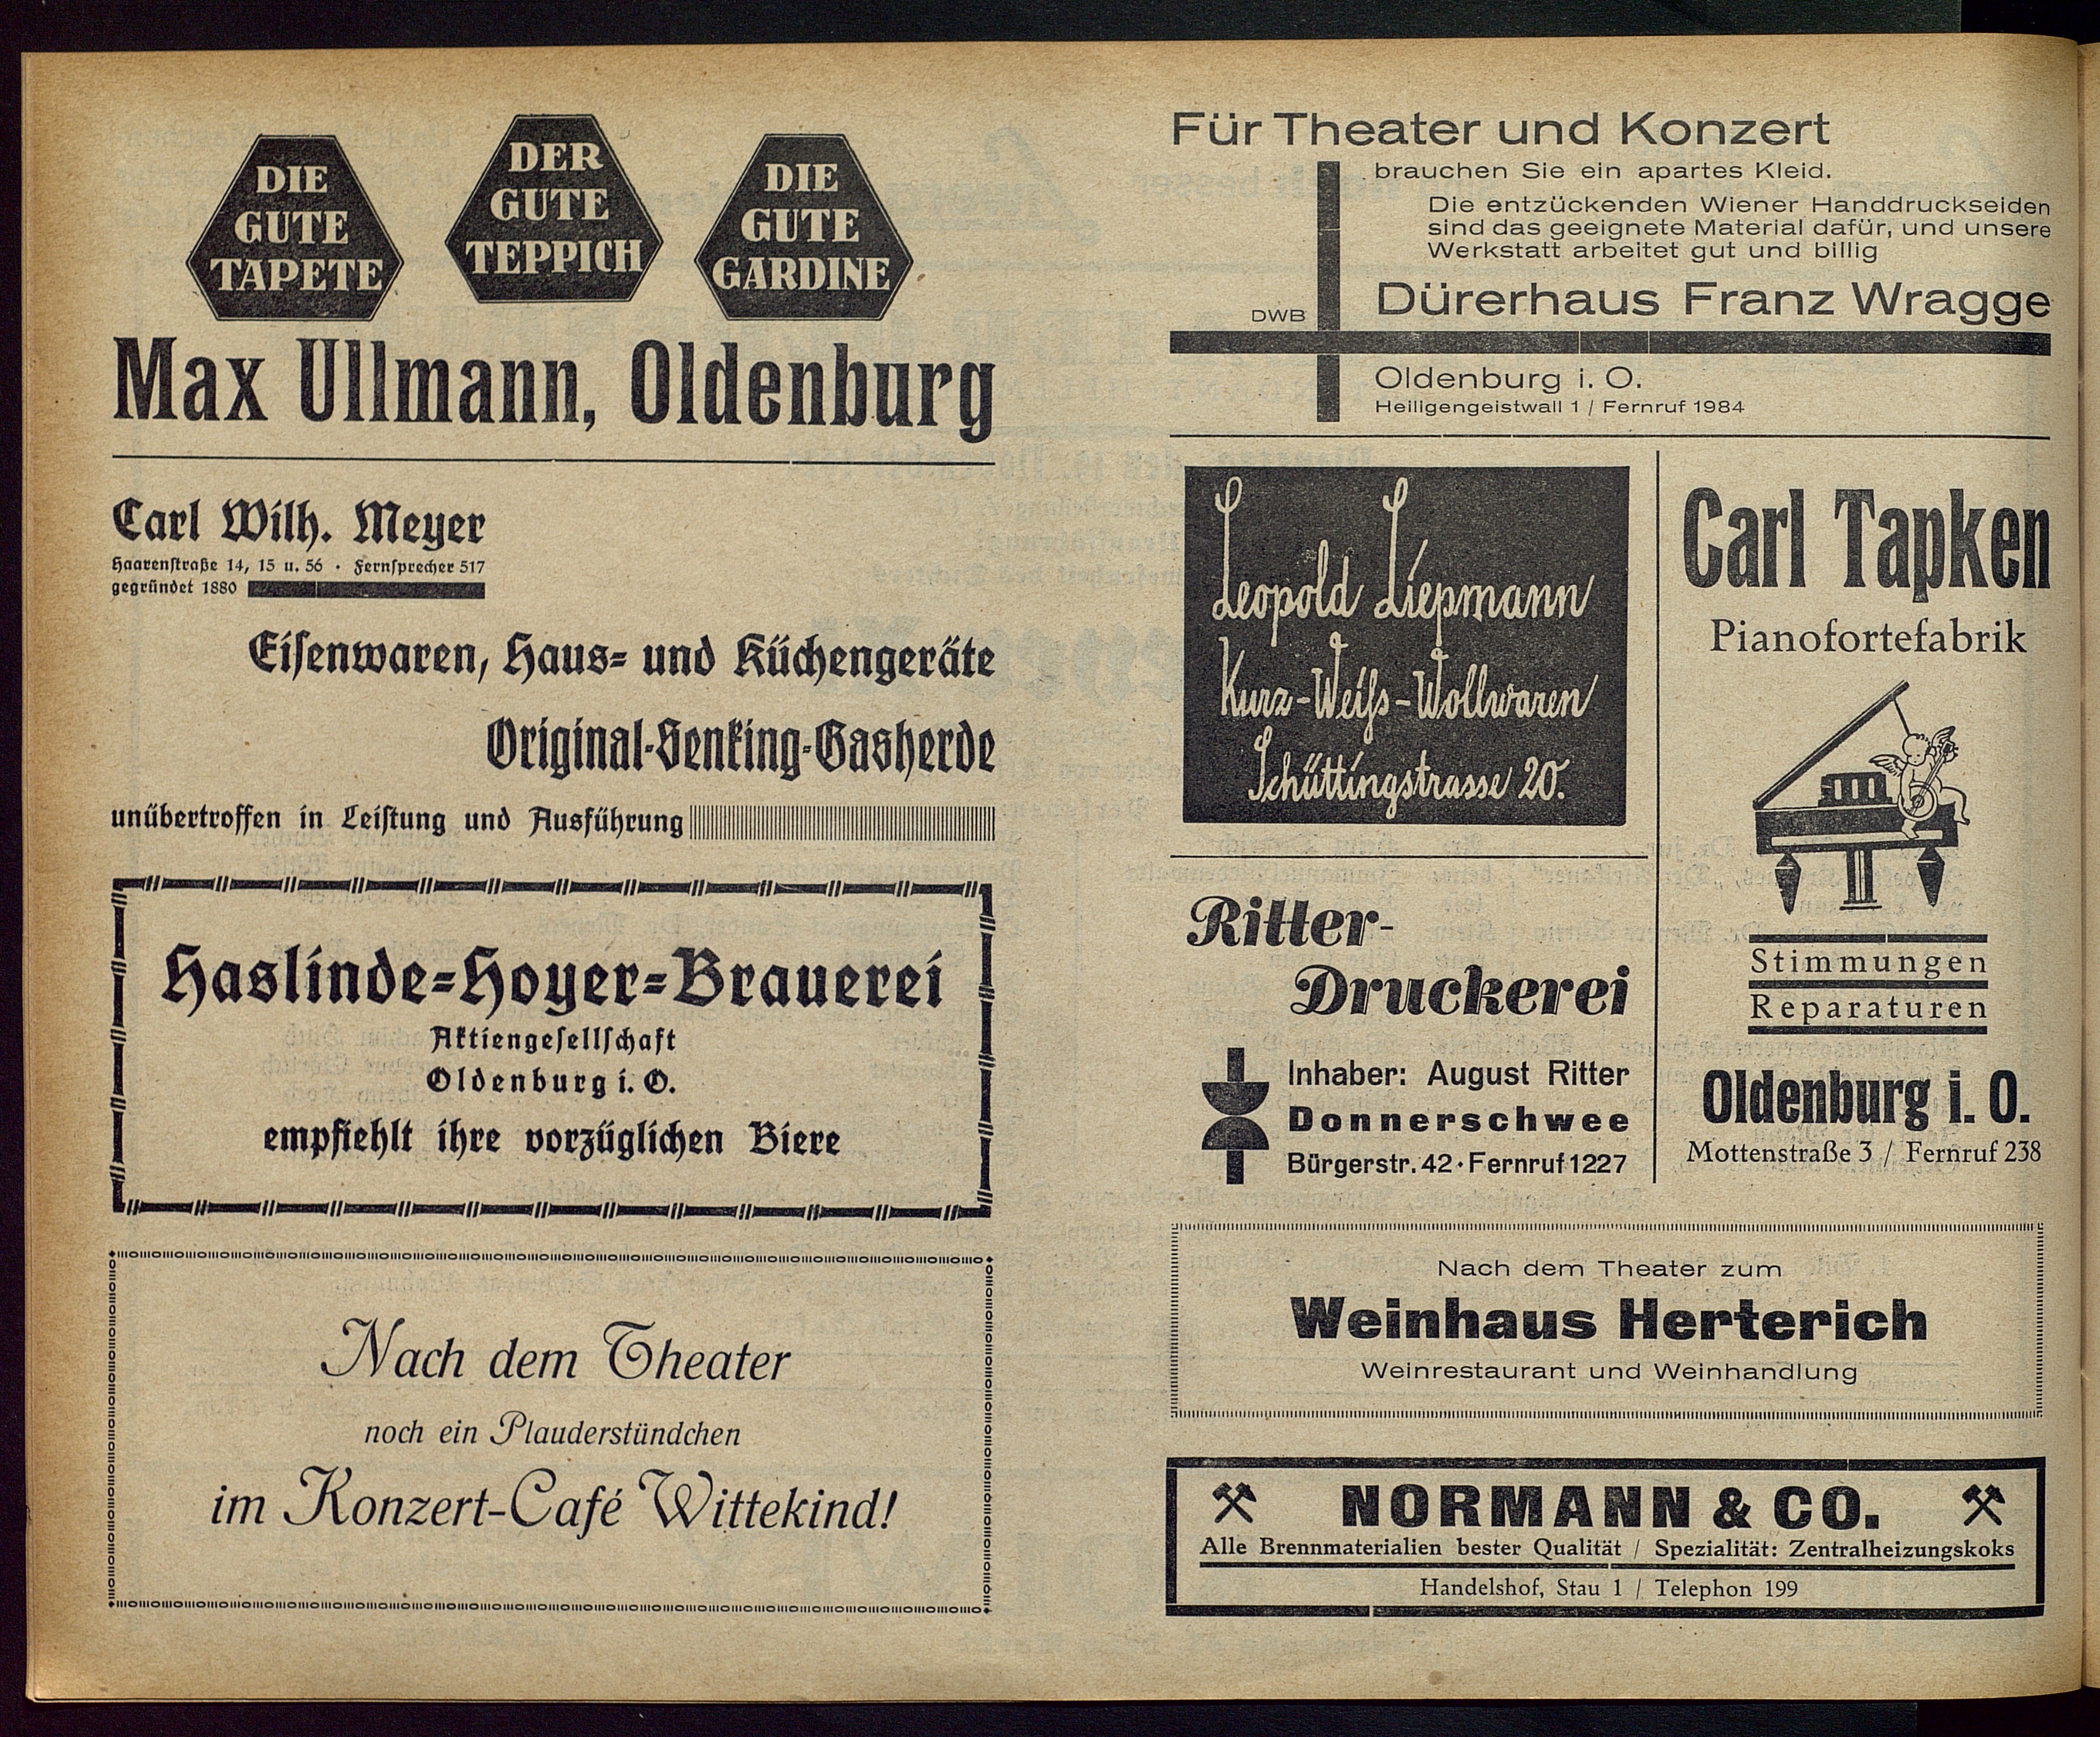 DIE
GUTE
TAPETE
DER
GUTE
TEPPICH
DIE
GUTE
GARDINE
Max Ullmann, Oldenburg
Carl Wilh. Meyer
Haarenſtraße 14, 15 u. 56 · Fernſprecher 517
gegründet 1880
Eiſenwaren, Haus- und Küchengeräte
Original-Senking-Gasherde
unübertroffen in Leiſtung und Ausführung
Haslinde-Hoyer-Brauerei
Aktiengeſellſchaft
Oldenburg i. O.
empfiehlt ihre vorzüglichen Biere
Nach dem Theater
noch ein Plauderstündchen
im Konzert-Café Wittekind!
Für Theater und Konzert
brauchen Sie ein apartes Kleid.
Die entzückenden Wiener Handdruckseiden
sind das geeignete Material dafür, und unsere
Werkstatt arbeitet gut und billig
DWB
Dürerhaus Franz Wragge
Oldenburg i. O.
Heiligengeistwall 1 / Fernruf 1984
Leopold Liepmann
Kurz-Weiſs-Wollwaren
Schüttingstrasse 20.
Ritter-
Druckerei
Inhaber: August Ritter
Donnerschwee
Bürgerstr. 42 · Fernruf 1227
Carl Tapken
Pianofortefabrik
Stimmungen
Reparaturen
Oldenburg i. O.
Mottenstraße 3 / Fernruf 238
Nach dem Theater zum
Weinhaus Herterich
Weinrestaurant und Weinhandlung
NORMANN & CO.
Alle Brennmaterialien bester Qualität / Spezialität: Zentralheizungskoks
Handelshof, Stau 1 / Telephon 199